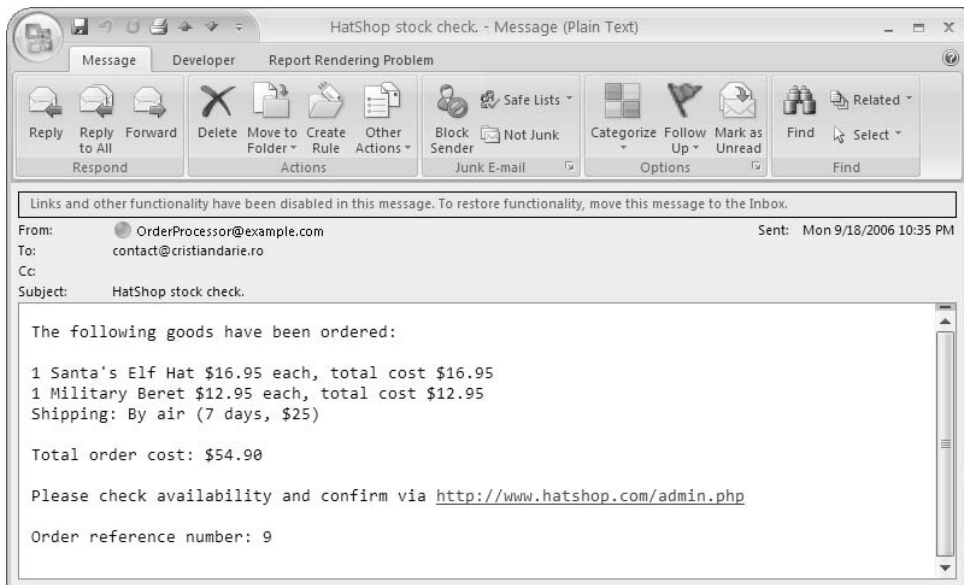 HatShop stock check. - Message (Plain Text)
Message Developer Report Rendering Problem
Reply
Reply to All
Forward
Respond
Delete
Move to Folder
Create Rule
Other Actions
Actions
Block Sender
Safe Lists
Not Junk
Junk E-mail
Categorize
Follow Up
Mark as Unread
Options
Find
Related
Select
Find
Links and other functionality have been disabled in this message. To restore functionality, move this message to the Inbox.
From: OrderProcessor@example.com Sent: Mon 9/18/2006 10:35 PM
To: contact@cristiandarie.ro
Cc:
Subject: HatShop stock check.
The following goods have been ordered:
1 Santa's Elf Hat $16.95 each, total cost $16.95
1 Military Beret $12.95 each, total cost $12.95
Shipping: By air (7 days, $25)
Total order cost: $54.90
Please check availability and confirm via http://www.hatshop.com/admin.php
Order reference number: 9